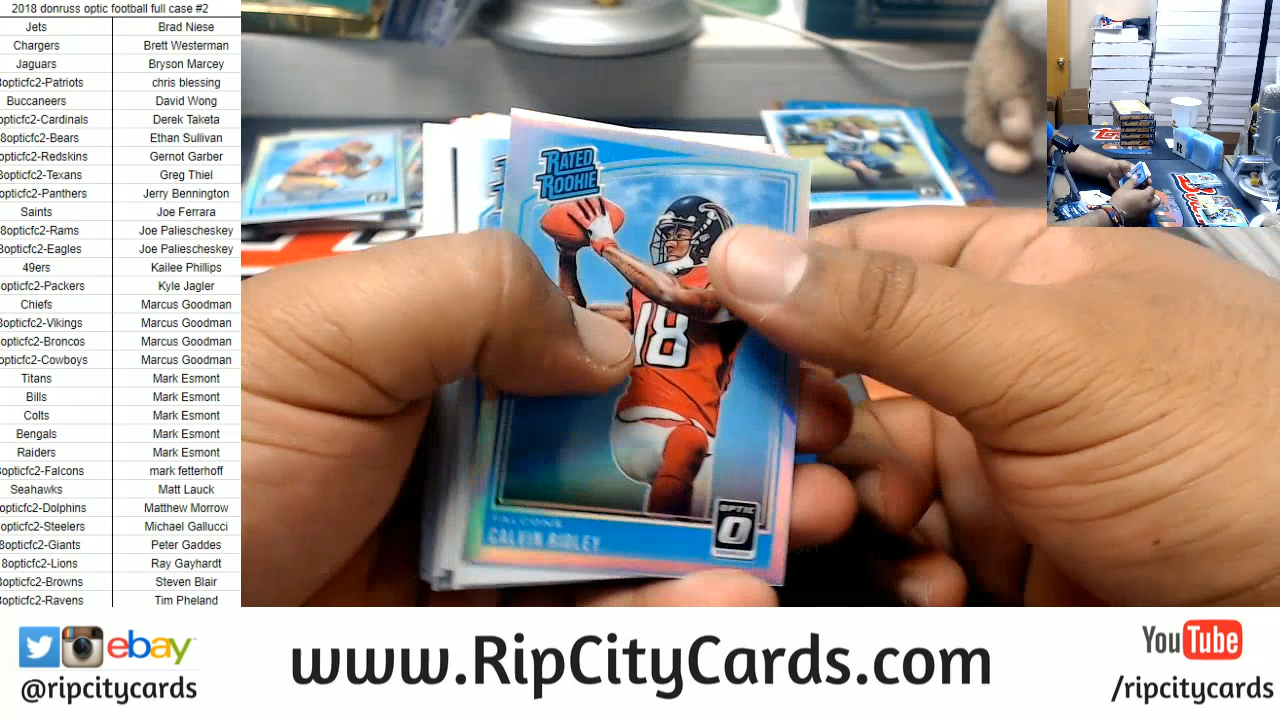 2018 donruss optic football full case #2
Jets Brad Niese
Chargers Brett Westerman
Jaguars Bryson Marcey
8opticfc2-Patriots chris blessing
Buccaneers David Wong
opticfc2-Cardinals Derek Taketa
8opticfc2-Bears Ethan Sullivan
opticfc2-Redskins Gernot Garber
8opticfc2-Texans Greg Thiel
opticfc2-Panthers Jerry Bennington
Saints Joe Ferrara
8opticfc2-Rams Joe Paliescheskey
8opticfc2-Eagles Joe Paliescheskey
49ers Kailee Phillips
opticfc2-Packers Kyle Jagler
Chiefs Marcus Goodman
8opticfc2-Vikings Marcus Goodman
opticfc2-Broncos Marcus Goodman
opticfc2-Cowboys Marcus Goodman
Titans Mark Esmont
Bills Mark Esmont
Colts Mark Esmont
Bengals Mark Esmont
Raiders Mark Esmont
8opticfc2-Falcons mark fetterhoff
Seahawks Matt Lauck
opticfc2-Dolphins Matthew Morrow
opticfc2-Steelers Michael Gallucci
8opticfc2-Giants Peter Gaddes
8opticfc2-Lions Ray Gayhardt
8opticfc2-Browns Steven Blair
8opticfc2-Ravens Tim Pheland
RATED
ROOKIE
18
OPTIC
FALCONS
CALVIN RIDLEY
ebay
@ripcitycards
www.RipCityCards.com
YouTube
/ripcitycards